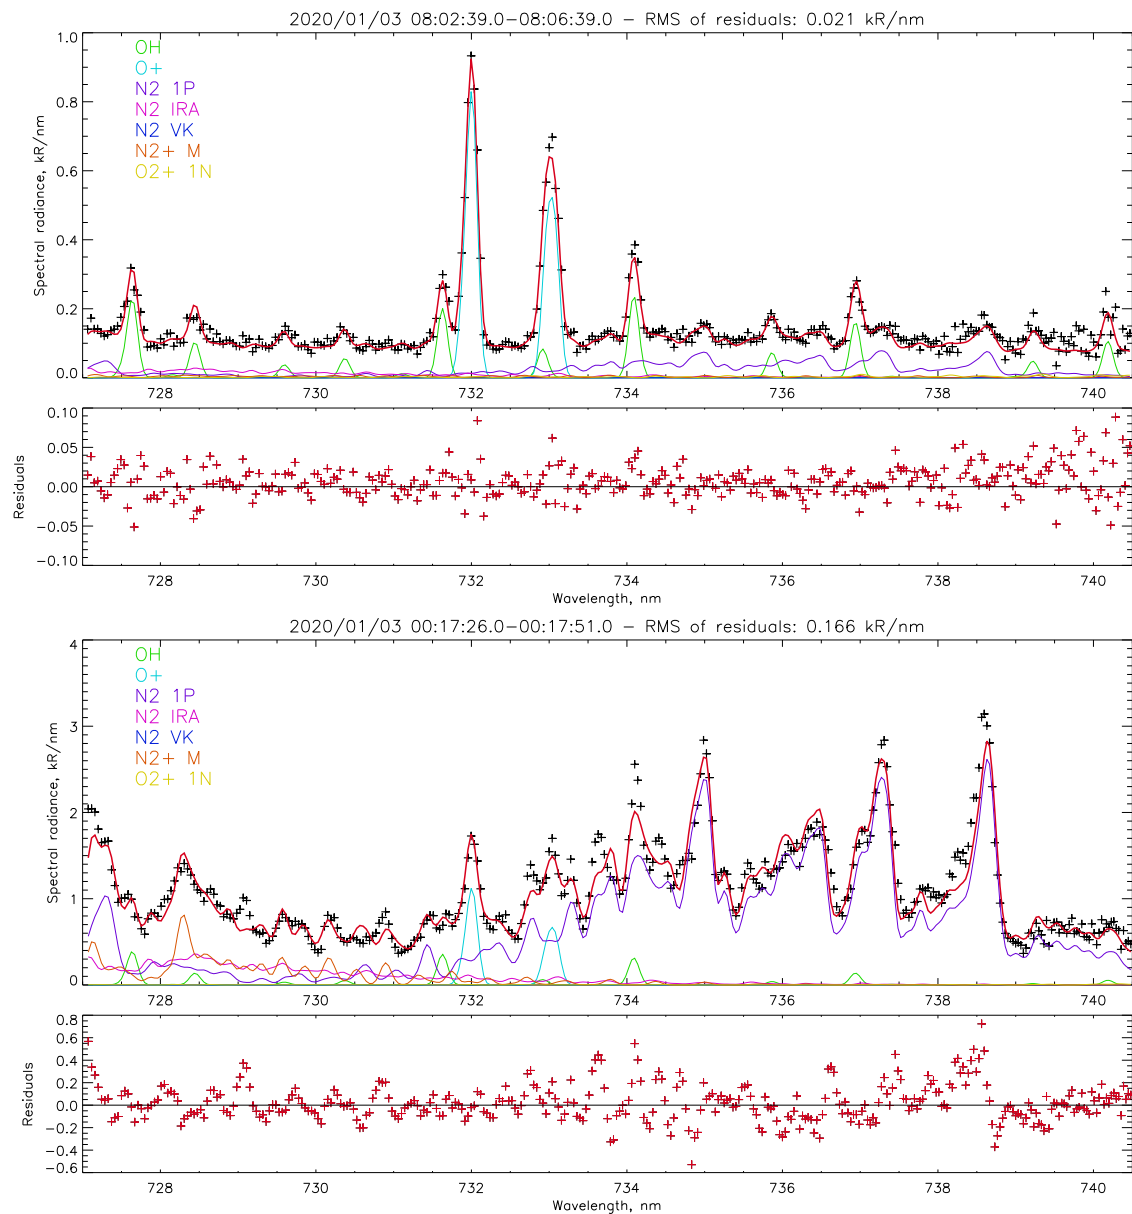 2020/01/03 08:02:39.0-08:06:39.0 - RMS of residuals: 0.021 kR/nm
1.0
0.8
0.6
0.4
0.2
0.0
Spectral radiance, kR/nm
OH
O+
N2 1P
N2 IRA
N2 VK
N2+ M
O2+ 1N
728 730 732 734 736 738 740
0.10
0.05
0.00
-0.05
-0.10
Residuals
728 730 732 734 736 738 740
Wavelength, nm
2020/01/03 00:17:26.0-00:17:51.0 - RMS of residuals: 0.166 kR/nm
4
3
2
1
0
Spectral radiance, kR/nm
OH
O+
N2 1P
N2 IRA
N2 VK
N2+ M
O2+ 1N
728 730 732 734 736 738 740
0.8
0.6
0.4
0.2
0.0
-0.2
-0.4
-0.6
Residuals
728 730 732 734 736 738 740
Wavelength, nm